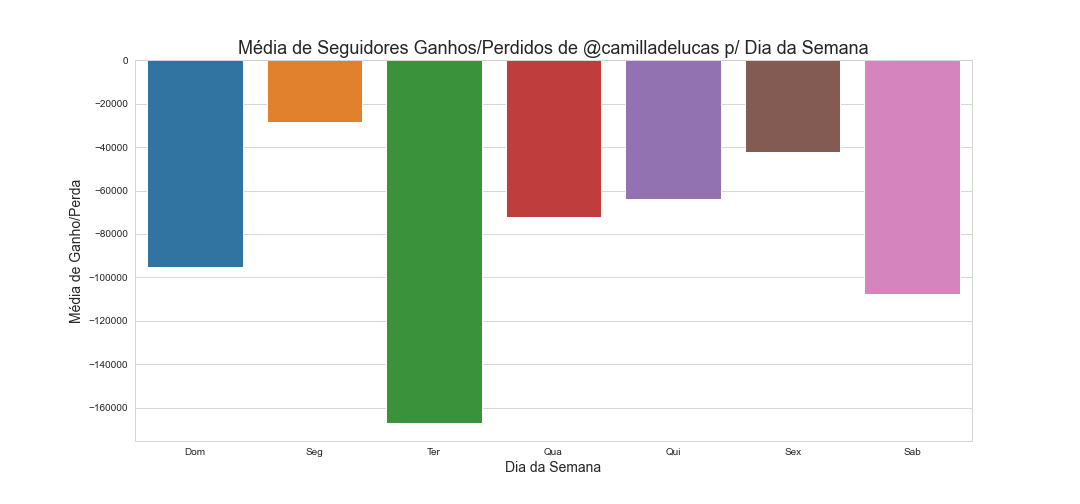 Média de Seguidores Ganhos/Perdidos de @camilladelucas p/ Dia da Semana
Média de Ganho/Perda
0
−20000
−40000
−60000
−80000
−100000
−120000
−140000
−160000
Dom Seg Ter Qua Qui Sex Sab
Dia da Semana